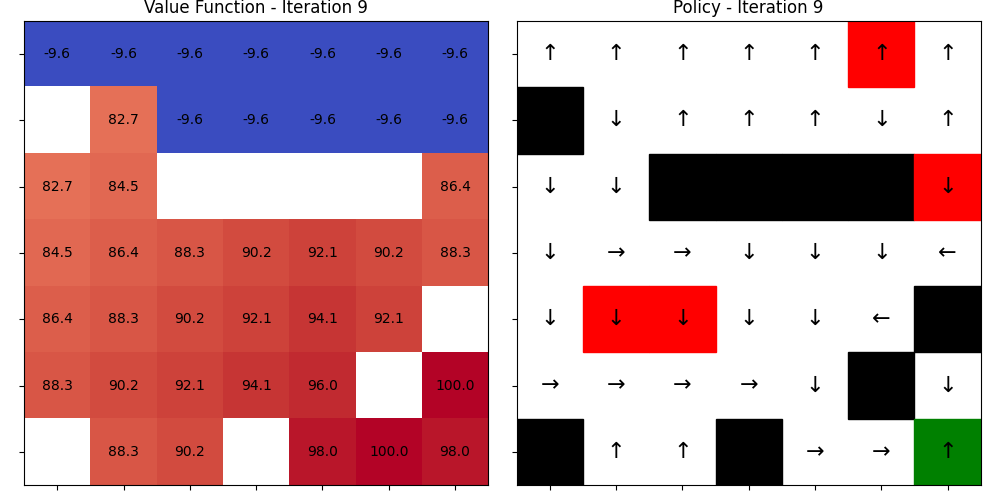 Value Function - Iteration 9
-9.6 -9.6 -9.6 -9.6 -9.6 -9.6 -9.6
82.7 -9.6 -9.6 -9.6 -9.6 -9.6
82.7 84.5 86.4
84.5 86.4 88.3 90.2 92.1 90.2 88.3
86.4 88.3 90.2 92.1 94.1 92.1
88.3 90.2 92.1 94.1 96.0 100.0
88.3 90.2 98.0 100.0 98.0
Policy - Iteration 9
↑ ↑ ↑ ↑ ↑ ↑ ↑
↓ ↑ ↑ ↑ ↓ ↑
↓ ↓ ↓
↓ → → ↓ ↓ ↓ ←
↓ ↓ ↓ ↓ ↓ ←
→ → → → ↓ ↓
↑ ↑ → → ↑